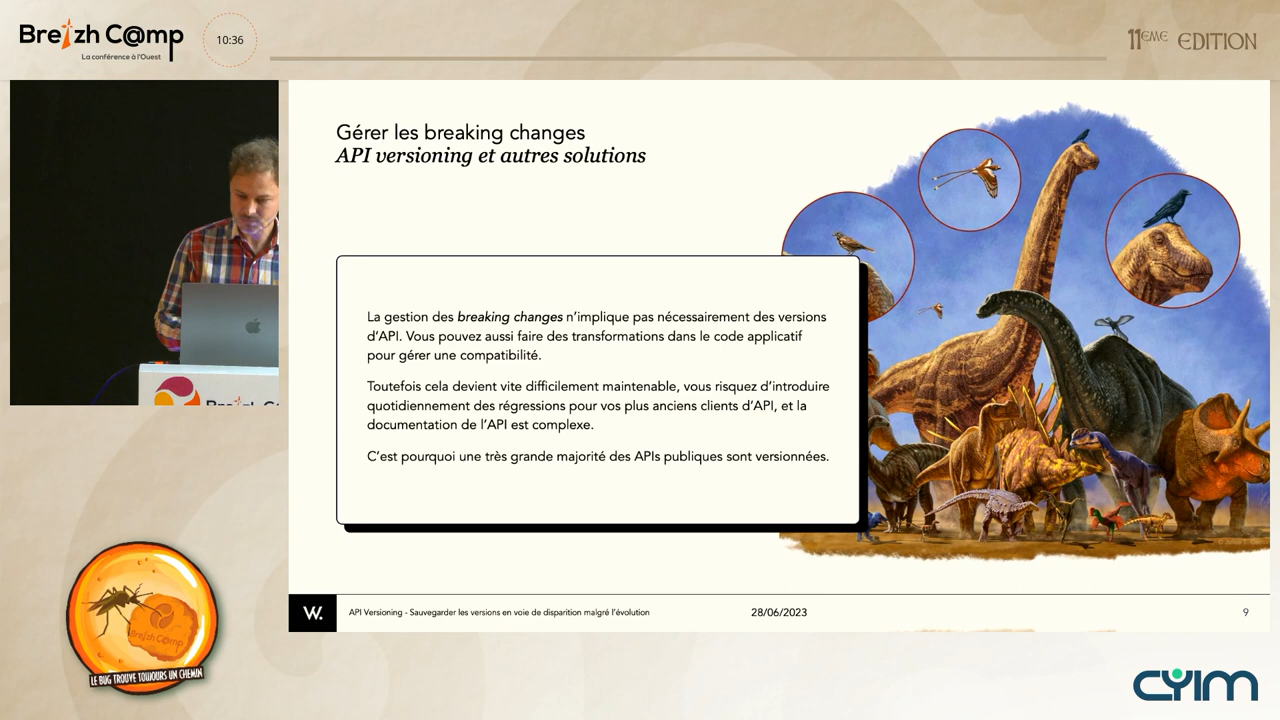 Breizh C@mp
La conférence à l'Ouest
10:36
11ÈME EDITION
Gérer les breaking changes
API versioning et autres solutions
La gestion des breaking changes n'implique pas nécessairement des versions
d'API. Vous pouvez aussi faire des transformations dans le code applicatif
pour gérer une compatibilité.
Toutefois cela devient vite difficilement maintenable, vous risquez d'introduire
quotidiennement des régressions pour vos plus anciens clients d'API, et la
documentation de l'API est complexe.
C'est pourquoi une très grande majorité des APIs publiques sont versionnées.
Breizh C
Breizh C@mp
LE BUG TROUVE TOUJOURS UN CHEMIN
W.
API Versioning - Sauvegarder les versions en voie de disparition malgré l'évolution
28/06/2023
9
CYIM